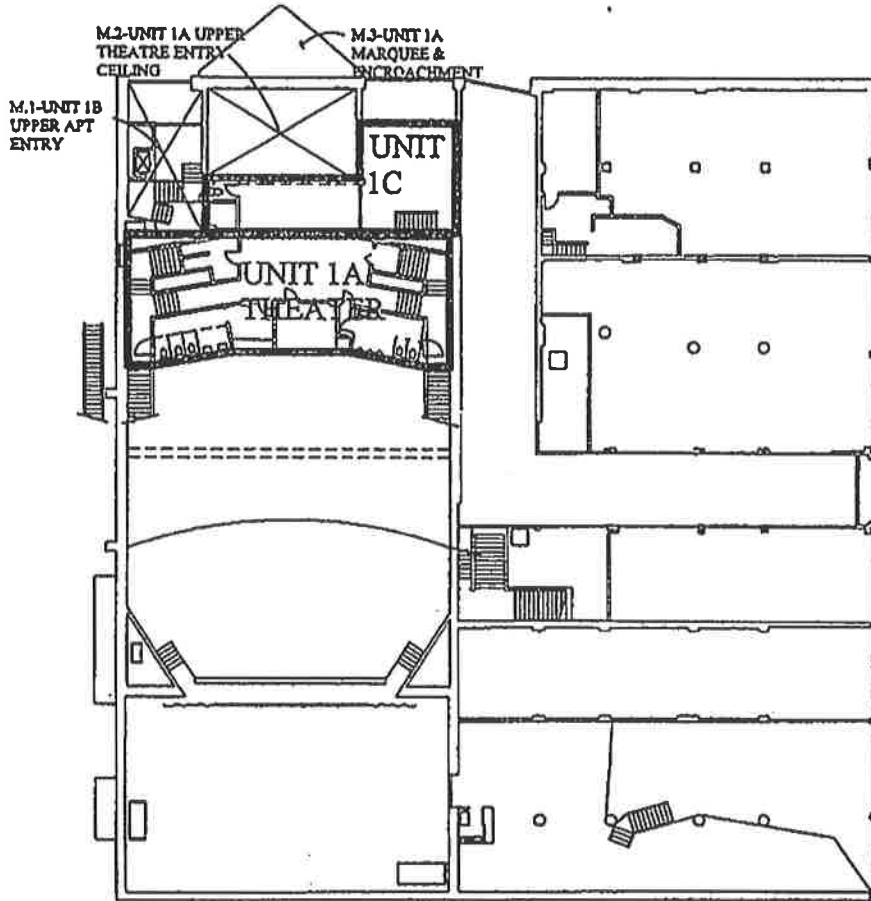 M.2-UNIT 1A UPPER
THEATRE ENTRY
CEILING
M.3-UNIT 1A
MARQUEE &
ENCROACHMENT
M.1-UNIT 1B
UPPER APT
ENTRY
UNIT
1C
UNIT 1A
THEATER